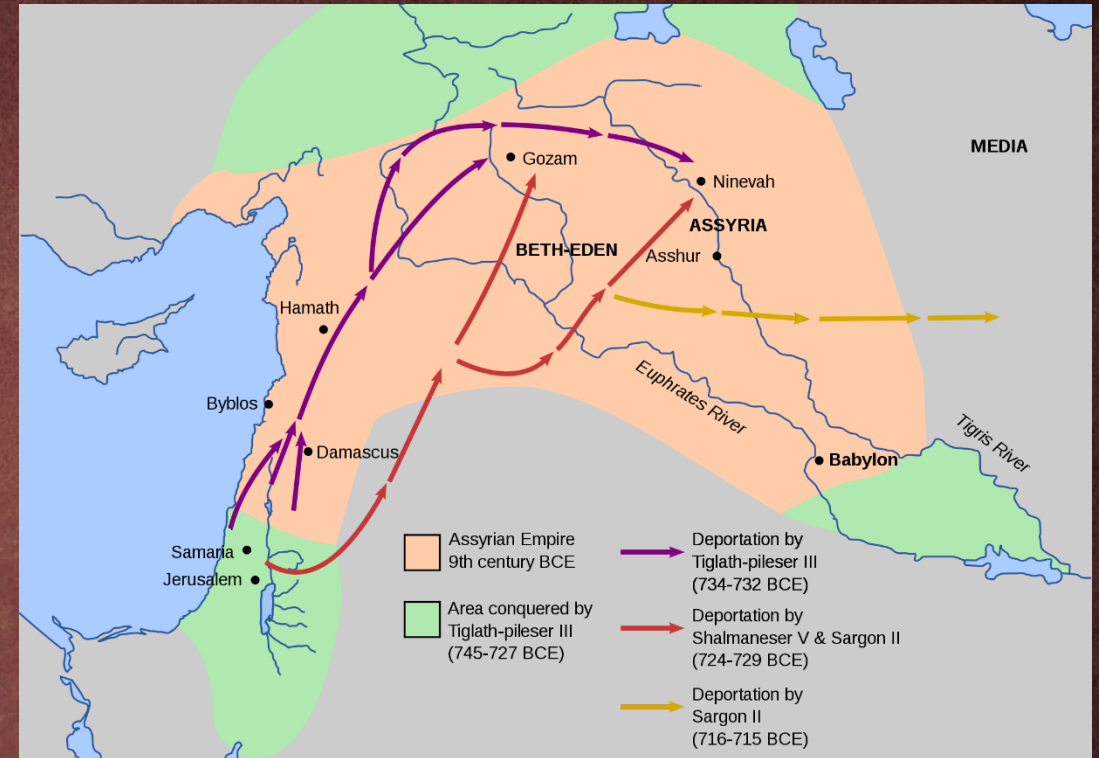 MEDIA
Gozam
Ninevah
ASSYRIA
BETH-EDEN
Asshur
Hamath
Byblos
Euphrates River
Damascus
Tigris River
Babylon
Samaria
Jerusalem
Assyrian Empire
9th century BCE
Area conquered by
Tiglath-pileser III
(745-727 BCE)
Deportation by
Tiglath-pileser III
(734-732 BCE)
Deportation by
Shalmaneser V & Sargon II
(724-729 BCE)
Deportation by
Sargon II
(716-715 BCE)